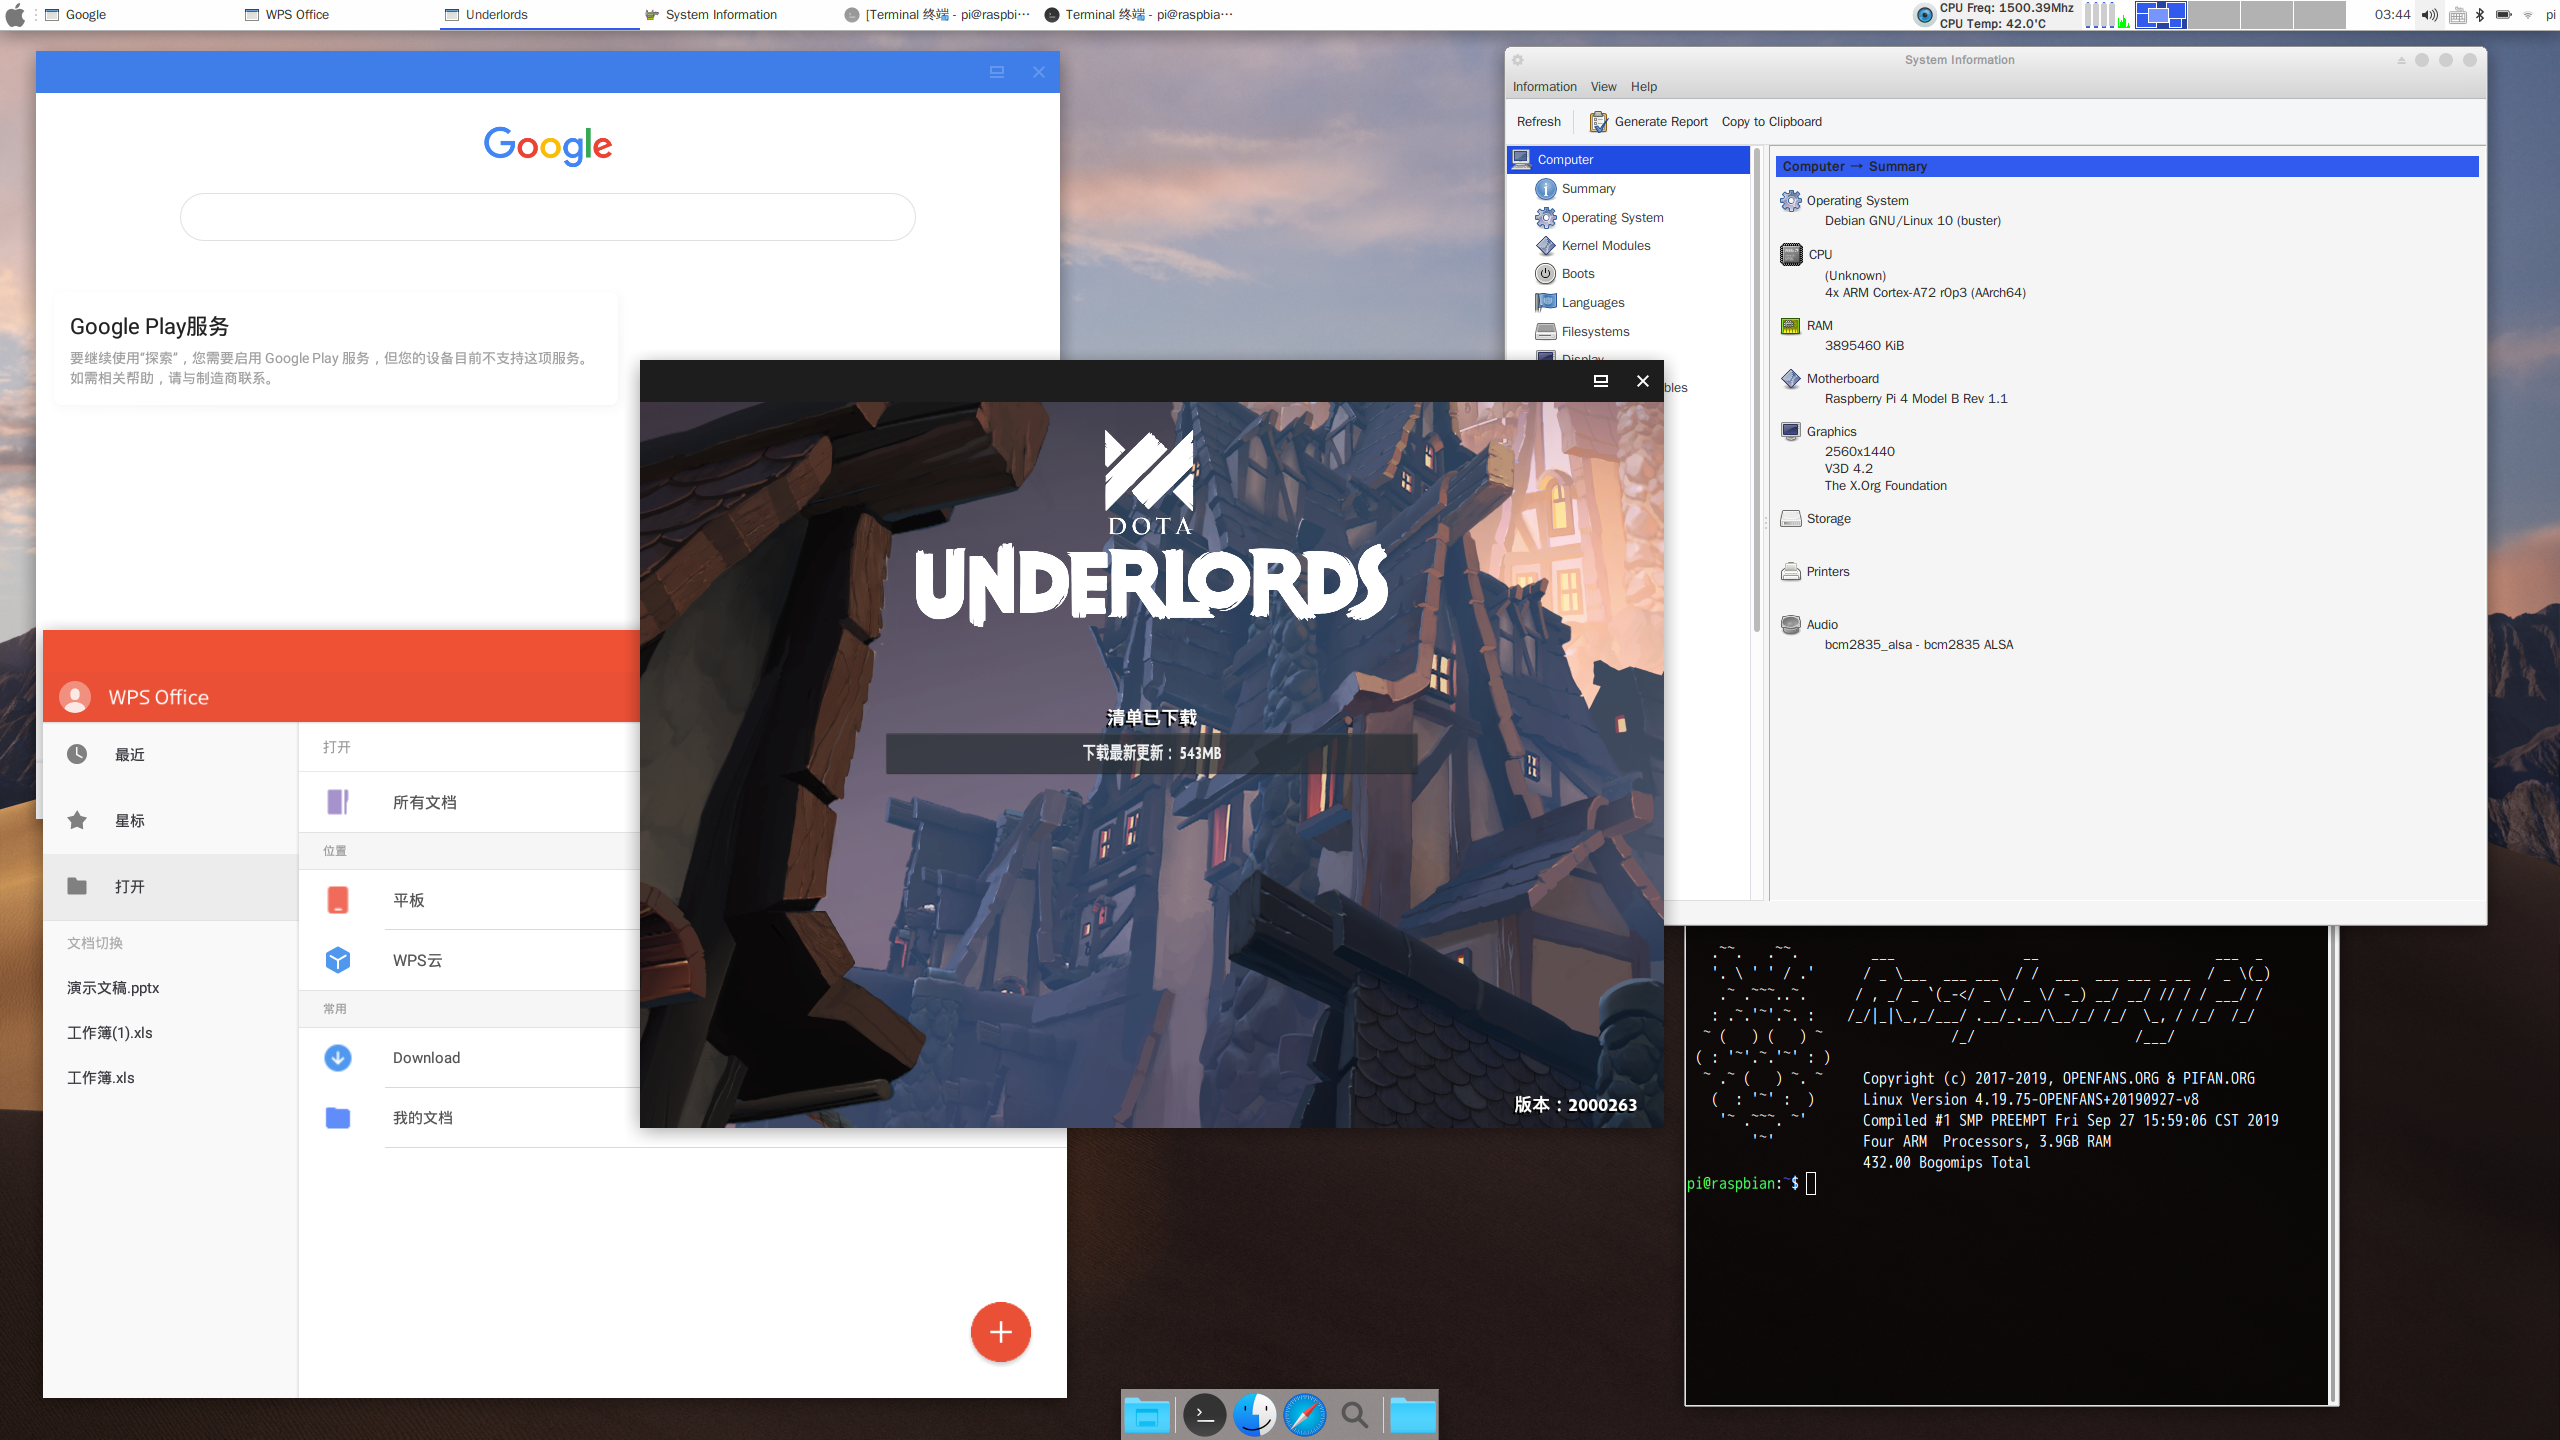 Google
WPS Office
Underlords
System Information
[Terminal 终端 - pi@raspbi···
Terminal 终端 - pi@raspbia···
CPU Freq: 1500.39Mhz
CPU Temp: 42.0'C
03:44
pi
Google
Google Play服务
要继续使用“探索”，您需要启用 Google Play 服务，但您的设备目前不支持这项服务。
如需相关帮助，请与制造商联系。
System Information
Information View Help
Refresh Generate Report Copy to Clipboard
Computer
Summary
Operating System
Kernel Modules
Boots
Languages
Filesystems
Display
bles
Computer → Summary
Operating System
Debian GNU/Linux 10 (buster)
CPU
(Unknown)
4x ARM Cortex-A72 r0p3 (AArch64)
RAM
3895460 KiB
Motherboard
Raspberry Pi 4 Model B Rev 1.1
Graphics
2560x1440
V3D 4.2
The X.Org Foundation
Storage
Printers
Audio
bcm2835_alsa - bcm2835 ALSA
DOTA
UNDERLORDS
清单已下载
下载最新更新： 543MB
版本：2000263
WPS Office
最近
星标
打开
文档切换
演示文稿.pptx
工作簿(1).xls
工作簿.xls
打开
所有文档
位置
平板
WPS云
常用
Download
我的文档
Copyright (c) 2017-2019, OPENFANS.ORG & PIFAN.ORG
Linux Version 4.19.75-OPENFANS+20190927-v8
Compiled #1 SMP PREEMPT Fri Sep 27 15:59:06 CST 2019
Four ARM  Processors, 3.9GB RAM
432.00 Bogomips Total
pi@raspbian:~$